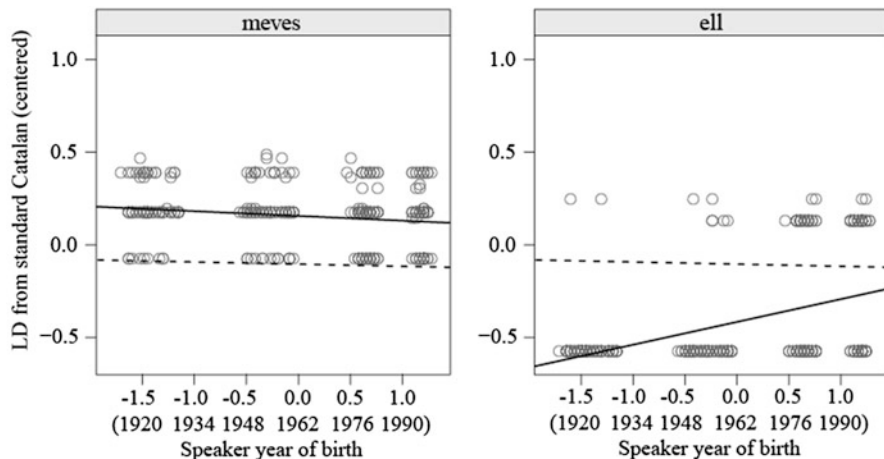 meves
ell
LD from standard Catalan (centered)
1.0
0.5
0.0
−0.5
1.0
0.5
0.0
−0.5
-1.5 -1.0 -0.5 0.0 0.5 1.0
(1920 1934 1948 1962 1976 1990)
Speaker year of birth
-1.5 -1.0 -0.5 0.0 0.5 1.0
(1920 1934 1948 1962 1976 1990)
Speaker year of birth